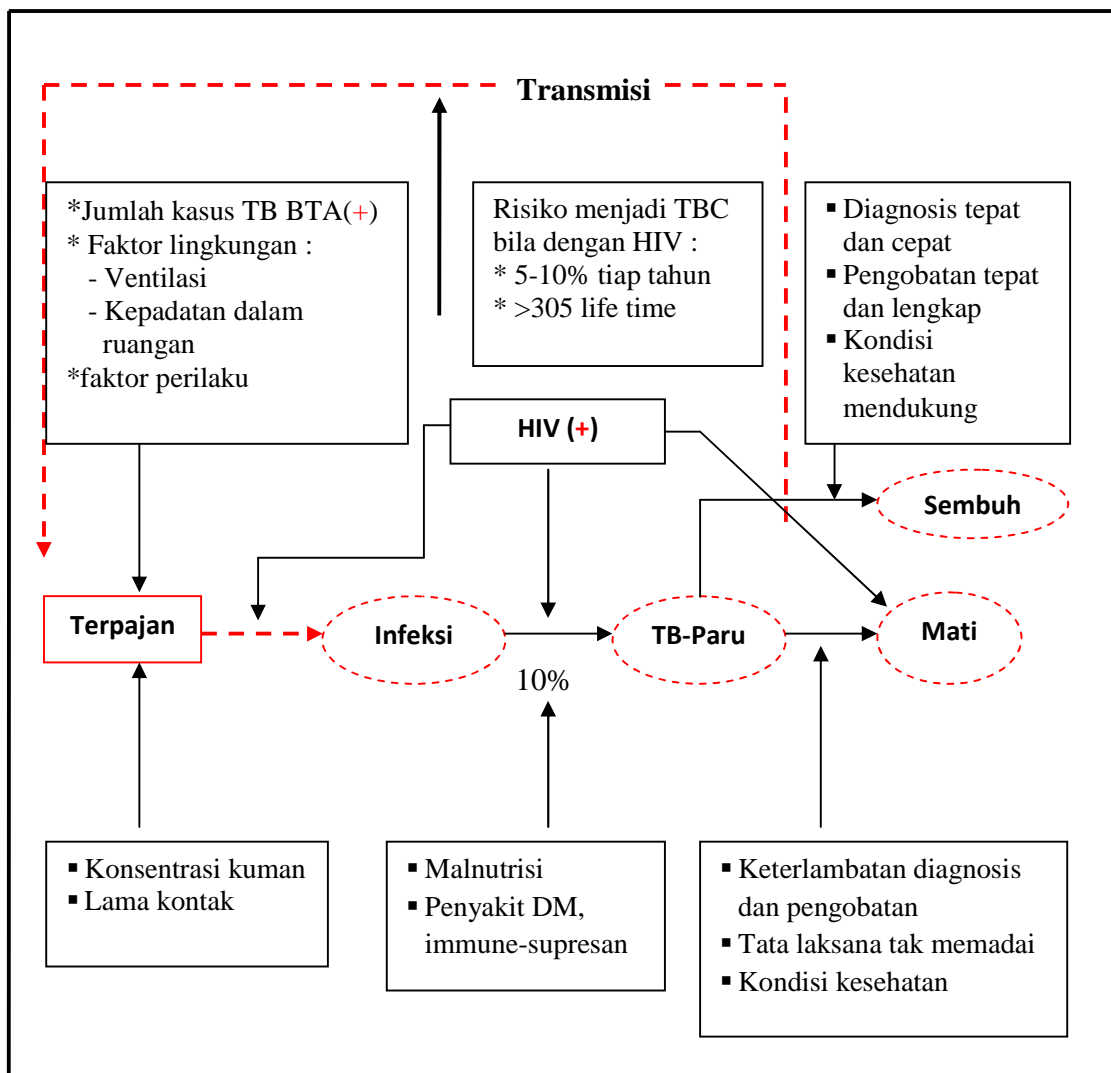 Transmisi
*Jumlah kasus TB BTA(+)
* Faktor lingkungan :
- Ventilasi
- Kepadatan dalam
ruangan
*faktor perilaku
Risiko menjadi TBC
bila dengan HIV :
* 5-10% tiap tahun
* >305 life time
▪ Diagnosis tepat
dan cepat
▪ Pengobatan tepat
dan lengkap
▪ Kondisi
kesehatan
mendukung
HIV (+)
Sembuh
Terpajan
Infeksi
TB-Paru
Mati
10%
▪ Konsentrasi kuman
▪ Lama kontak
▪ Malnutrisi
▪ Penyakit DM,
immune-supresan
▪ Keterlambatan diagnosis
dan pengobatan
▪ Tata laksana tak memadai
▪ Kondisi kesehatan